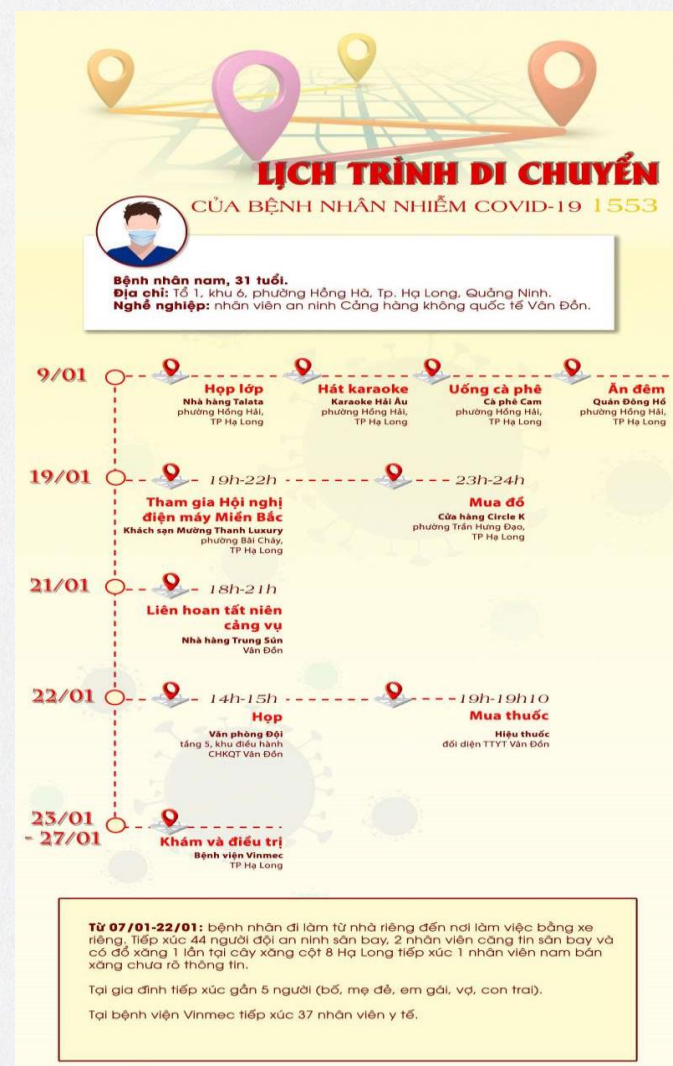 LỊCH TRÌNH DI CHUYỂN
CỦA BỆNH NHÂN NHIỄM COVID-19 1553
Bệnh nhân nam, 31 tuổi.
Địa chỉ: Tổ 1, khu 6, phường Hồng Hà, Tp. Hạ Long, Quảng Ninh.
Nghề nghiệp: nhân viên an ninh Cảng hàng không quốc tế Vân Đồn.
9/01
Họp lớp
Nhà hàng Talata
phường Hồng Hải,
TP Hạ Long
Hát karaoke
Karaoke Hải Âu
phường Hồng Hải,
TP Hạ Long
Uống cà phê
Cà phê Cam
phường Hồng Hải,
TP Hạ Long
Ăn đêm
Quán Đông Hồ
phường Hồng Hải,
TP Hạ Long
19/01
19h-22h
Tham gia Hội nghị
điện máy Miền Bắc
Khách sạn Mường Thanh Luxury
phường Bãi Cháy,
TP Hạ Long
23h-24h
Mua đồ
Cửa hàng Circle K
phường Trần Hưng Đạo,
TP Hạ Long
21/01
18h-21h
Liên hoan tất niên
cảng vụ
Nhà hàng Trung Sún
Vân Đồn
22/01
14h-15h
Họp
Văn phòng Đội
tầng 5, khu điều hành
CHKQT Vân Đồn
19h-19h10
Mua thuốc
Hiệu thuốc
đối diện TTYT Vân Đồn
23/01
- 27/01
Khám và điều trị
Bệnh viện Vinmec
TP Hạ Long
Từ 07/01-22/01: bệnh nhân đi làm từ nhà riêng đến nơi làm việc bằng xe
riêng. Tiếp xúc 44 người đội an ninh sân bay, 2 nhân viên căng tin sân bay và
có đổ xăng 1 lần tại cây xăng cột 8 Hạ Long tiếp xúc 1 nhân viên nam bán
xăng chưa rõ thông tin.
Tại gia đình tiếp xúc gần 5 người (bố, mẹ đẻ, em gái, vợ, con trai).
Tại bệnh viện Vinmec tiếp xúc 37 nhân viên y tế.